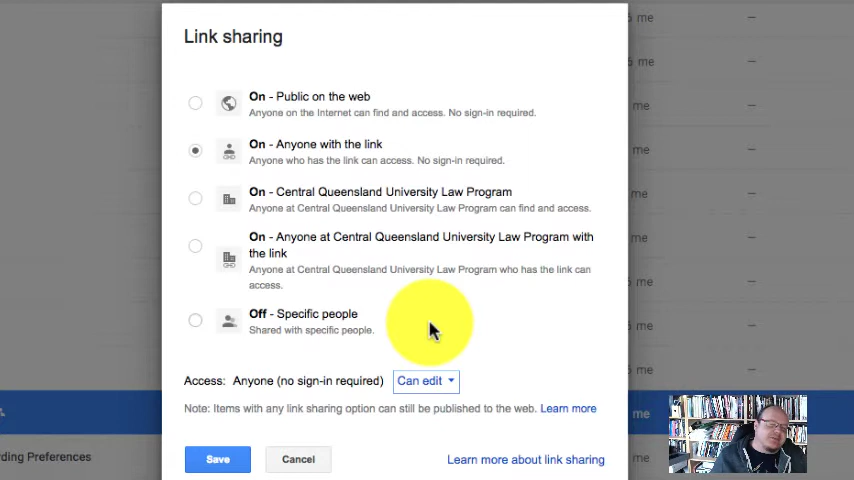 Link sharing
On - Public on the web
Anyone on the Internet can find and access. No sign-in required.
On - Anyone with the link
Anyone who has the link can access. No sign-in required.
On - Central Queensland University Law Program
Anyone at Central Queensland University Law Program can find and access.
On - Anyone at Central Queensland University Law Program with
the link
Anyone at Central Queensland University Law Program who has the link can
access.
Off - Specific people
Shared with specific people.
Access: Anyone (no sign-in required) Can edit
Note: Items with any link sharing option can still be published to the web. Learn more
Save Cancel Learn more about link sharing
me
me
me
me
me
me
me
me
me
me
rding Preferences